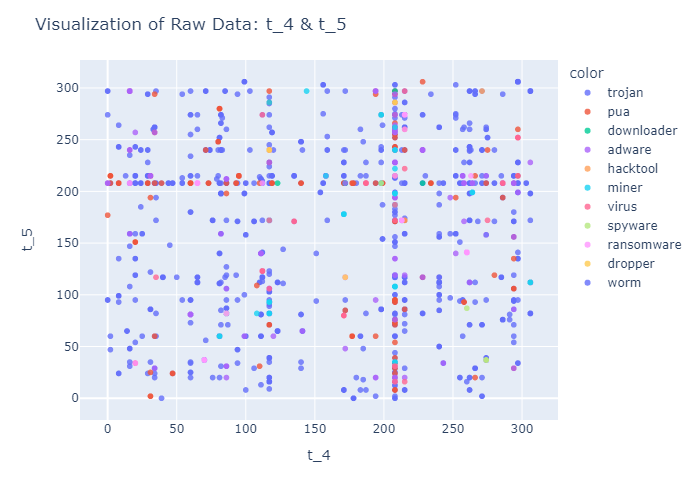 Visualization of Raw Data: t_4 & t_5
color
trojan
pua
downloader
adware
hacktool
miner
virus
spyware
ransomware
dropper
worm
t_5
300
250
200
150
100
50
0
0 50 100 150 200 250 300
t_4